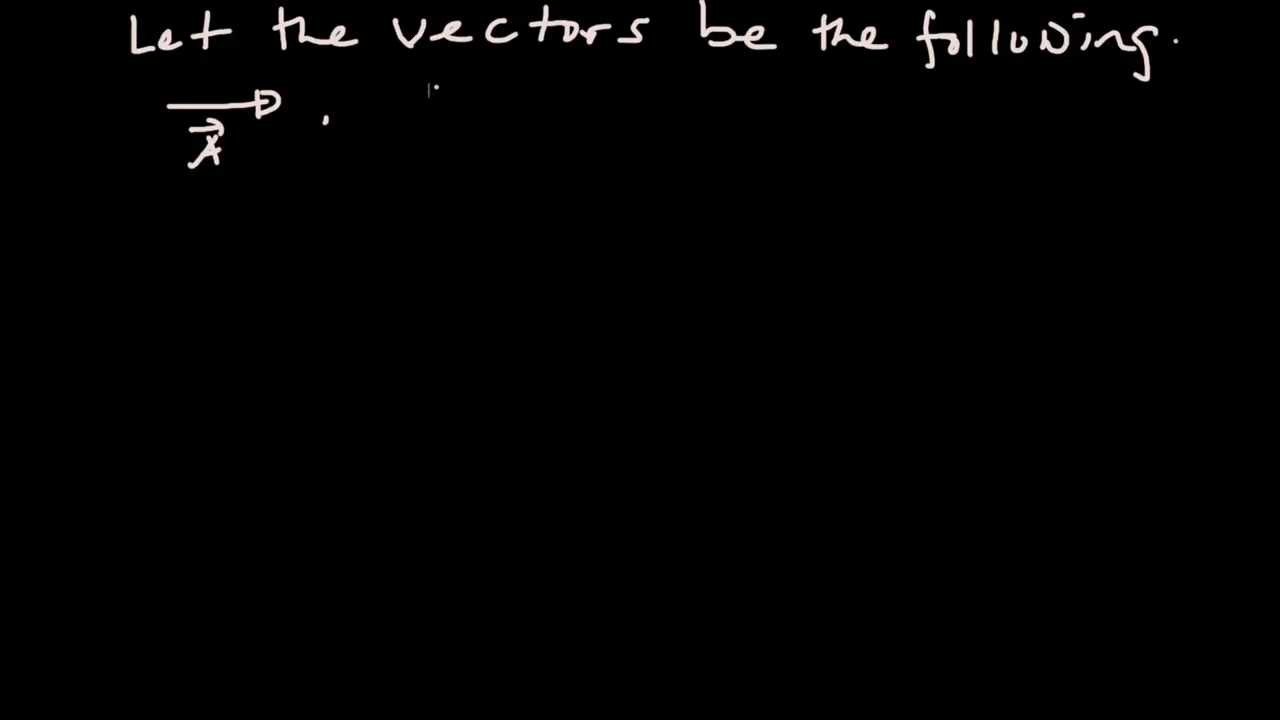 Let the vectors be the following.
A⃗ .